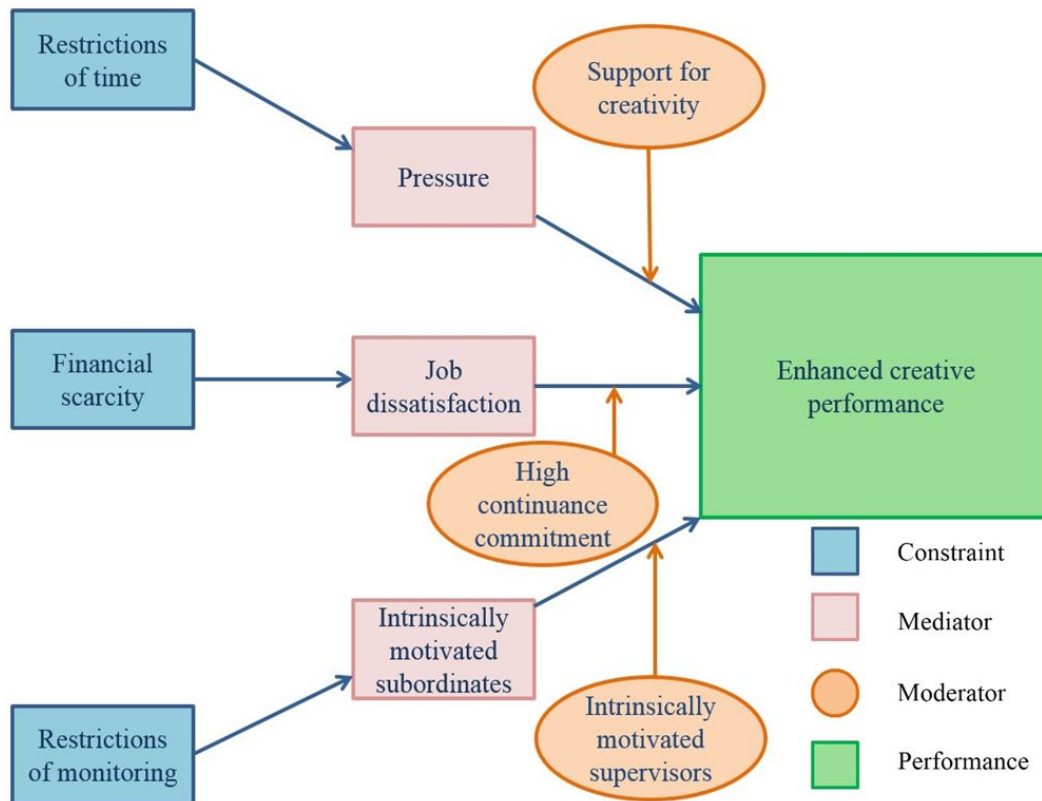 Restrictions
of time
Support for
creativity
Pressure
Financial
scarcity
Job
dissatisfaction
Enhanced creative
performance
High
continuance
commitment
Intrinsically
motivated
subordinates
Restrictions
of monitoring
Intrinsically
motivated
supervisors
Constraint
Mediator
Moderator
Performance